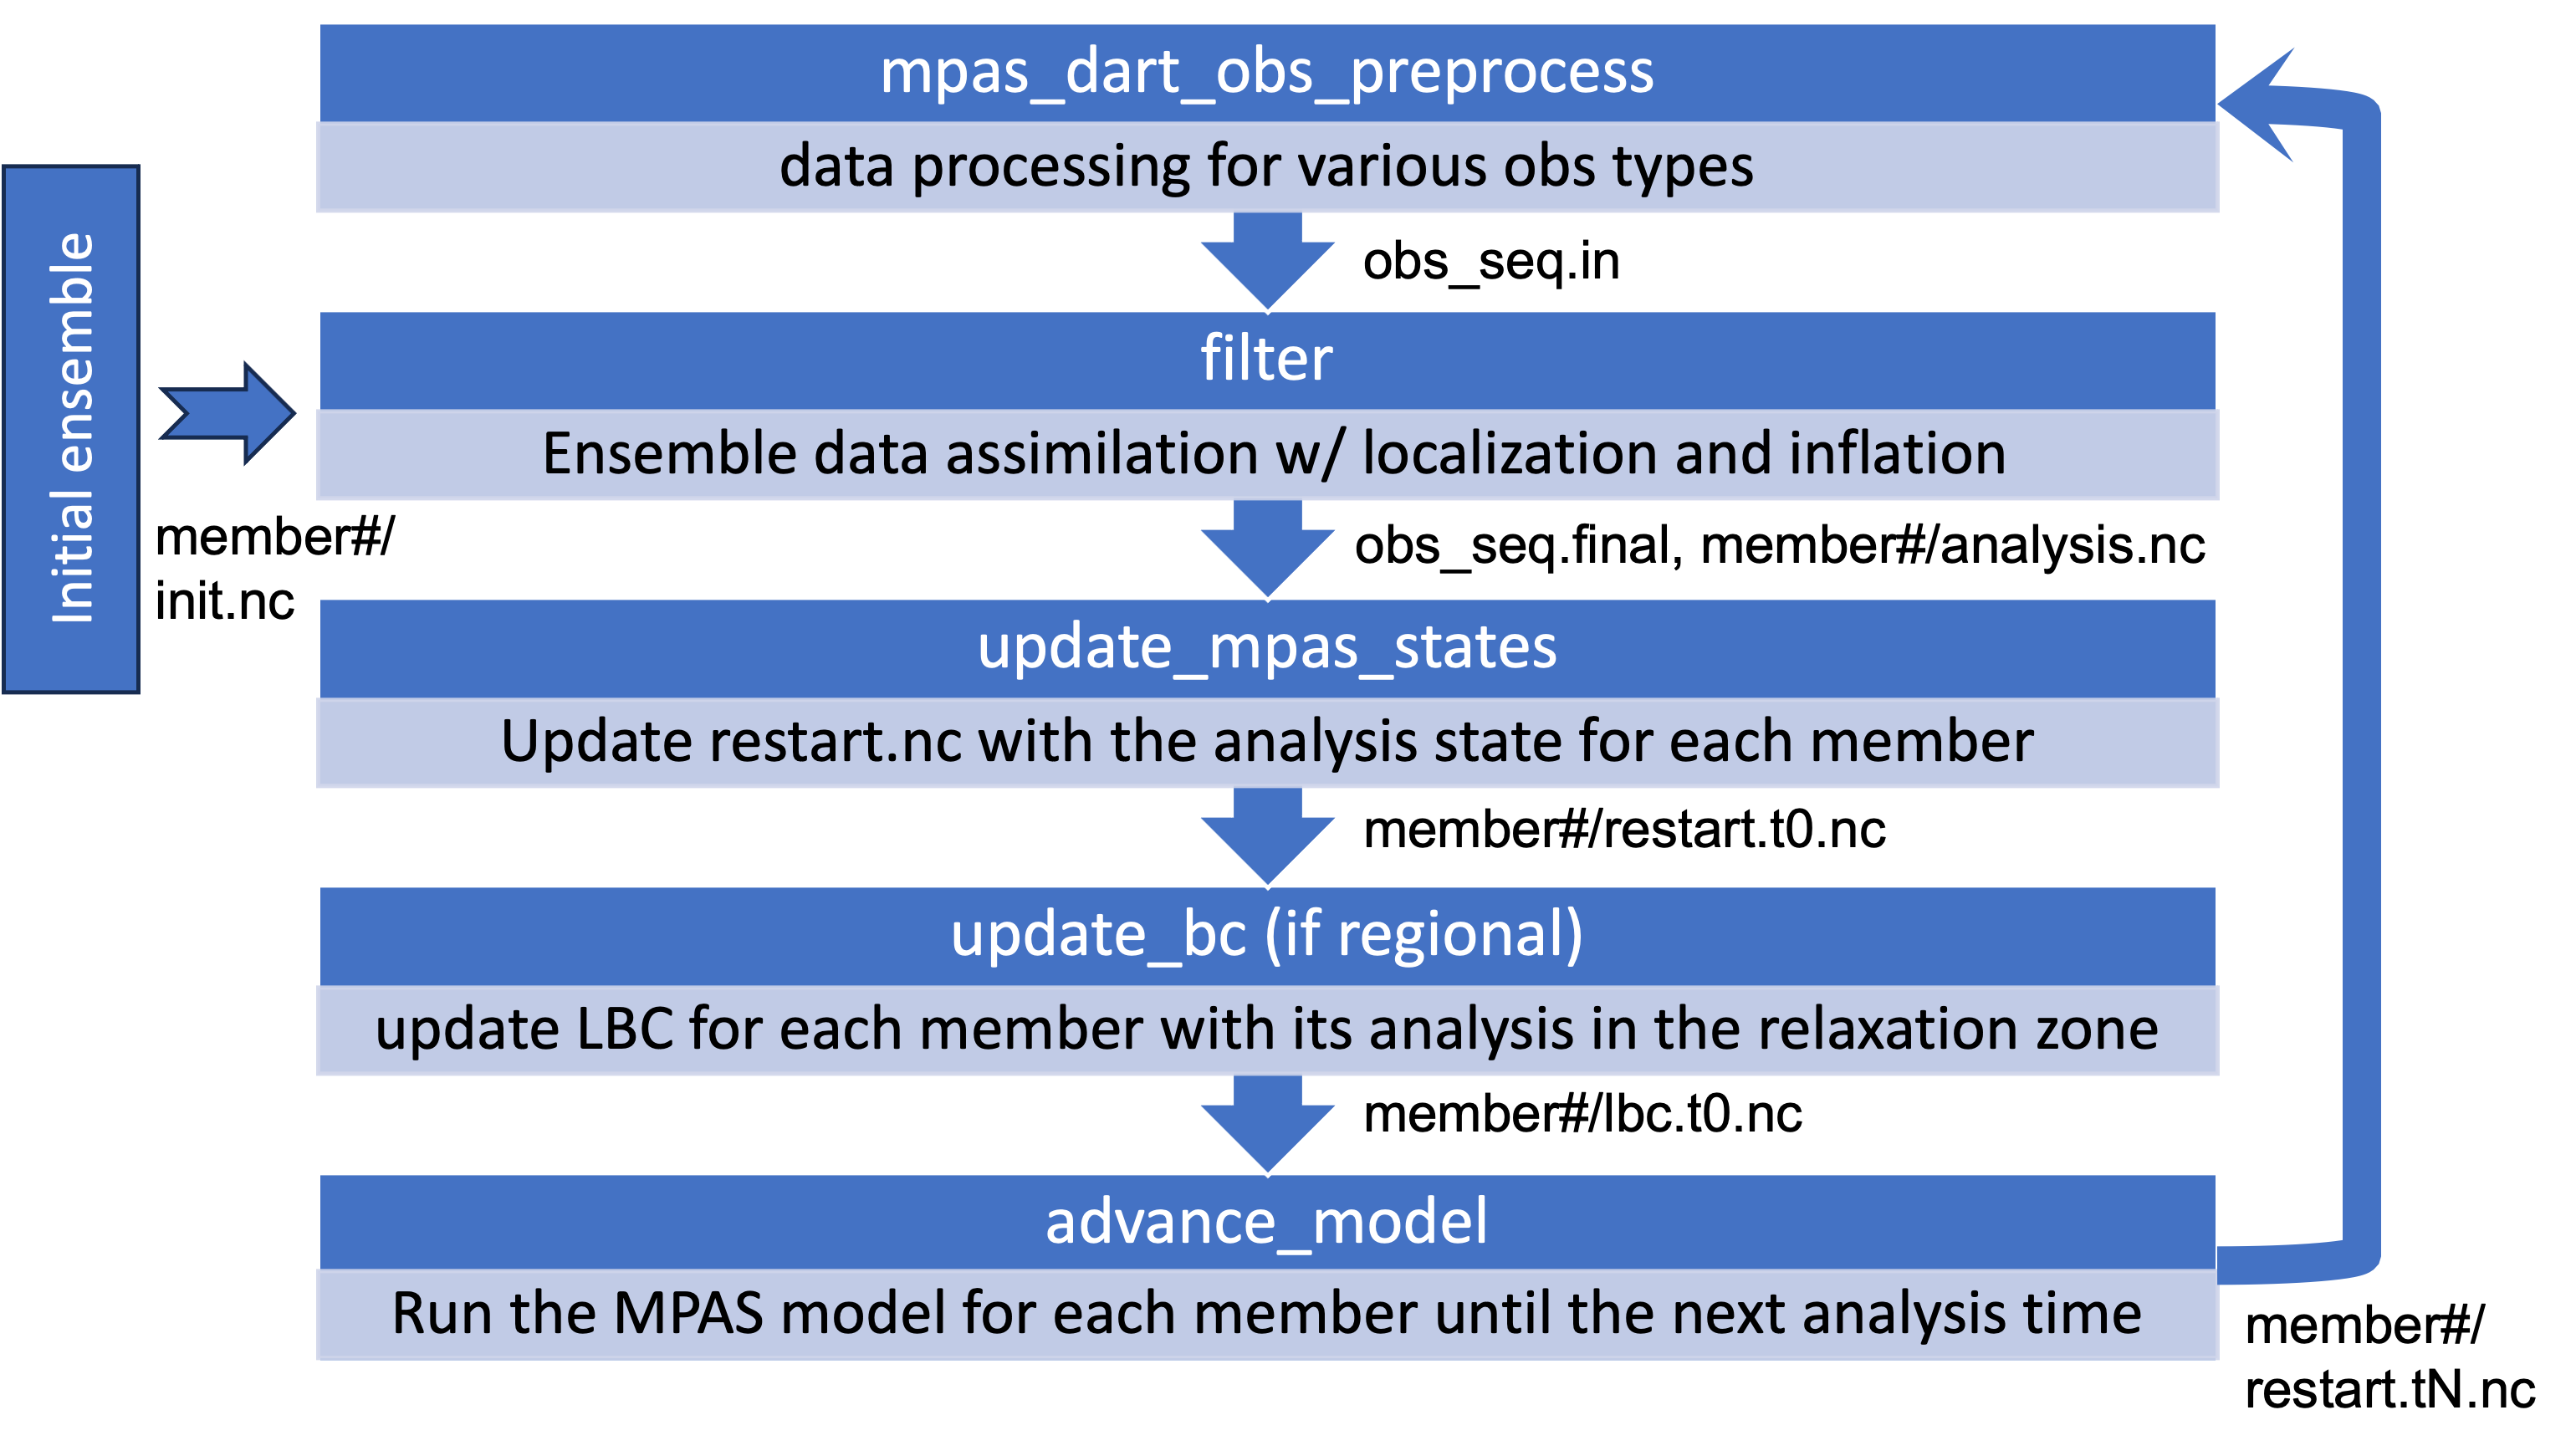 mpas_dart_obs_preprocess
data processing for various obs types
obs_seq.in
Initial ensemble
member#/
init.nc
filter
Ensemble data assimilation w/ localization and inflation
obs_seq.final, member#/analysis.nc
update_mpas_states
Update restart.nc with the analysis state for each member
member#/restart.t0.nc
update_bc (if regional)
update LBC for each member with its analysis in the relaxation zone
member#/lbc.t0.nc
advance_model
Run the MPAS model for each member until the next analysis time
member#/
restart.tN.nc